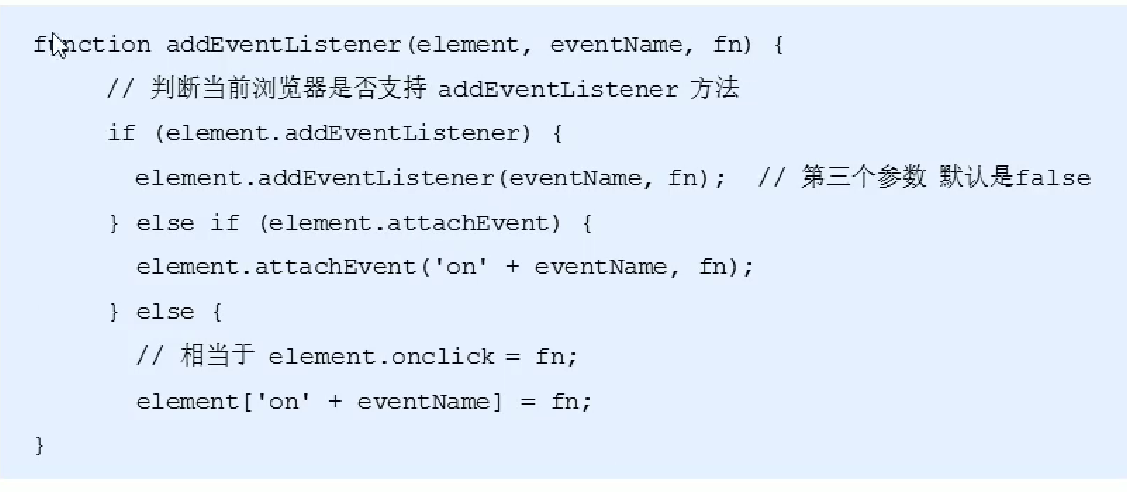 function addEventListener(element, eventName, fn) {
// 判断当前浏览器是否支持 addEventListener 方法
if (element.addEventListener) {
element.addEventListener(eventName, fn); // 第三个参数 默认是false
} else if (element.attachEvent) {
element.attachEvent('on' + eventName, fn);
} else {
// 相当于 element.onclick = fn;
element['on' + eventName] = fn;
}